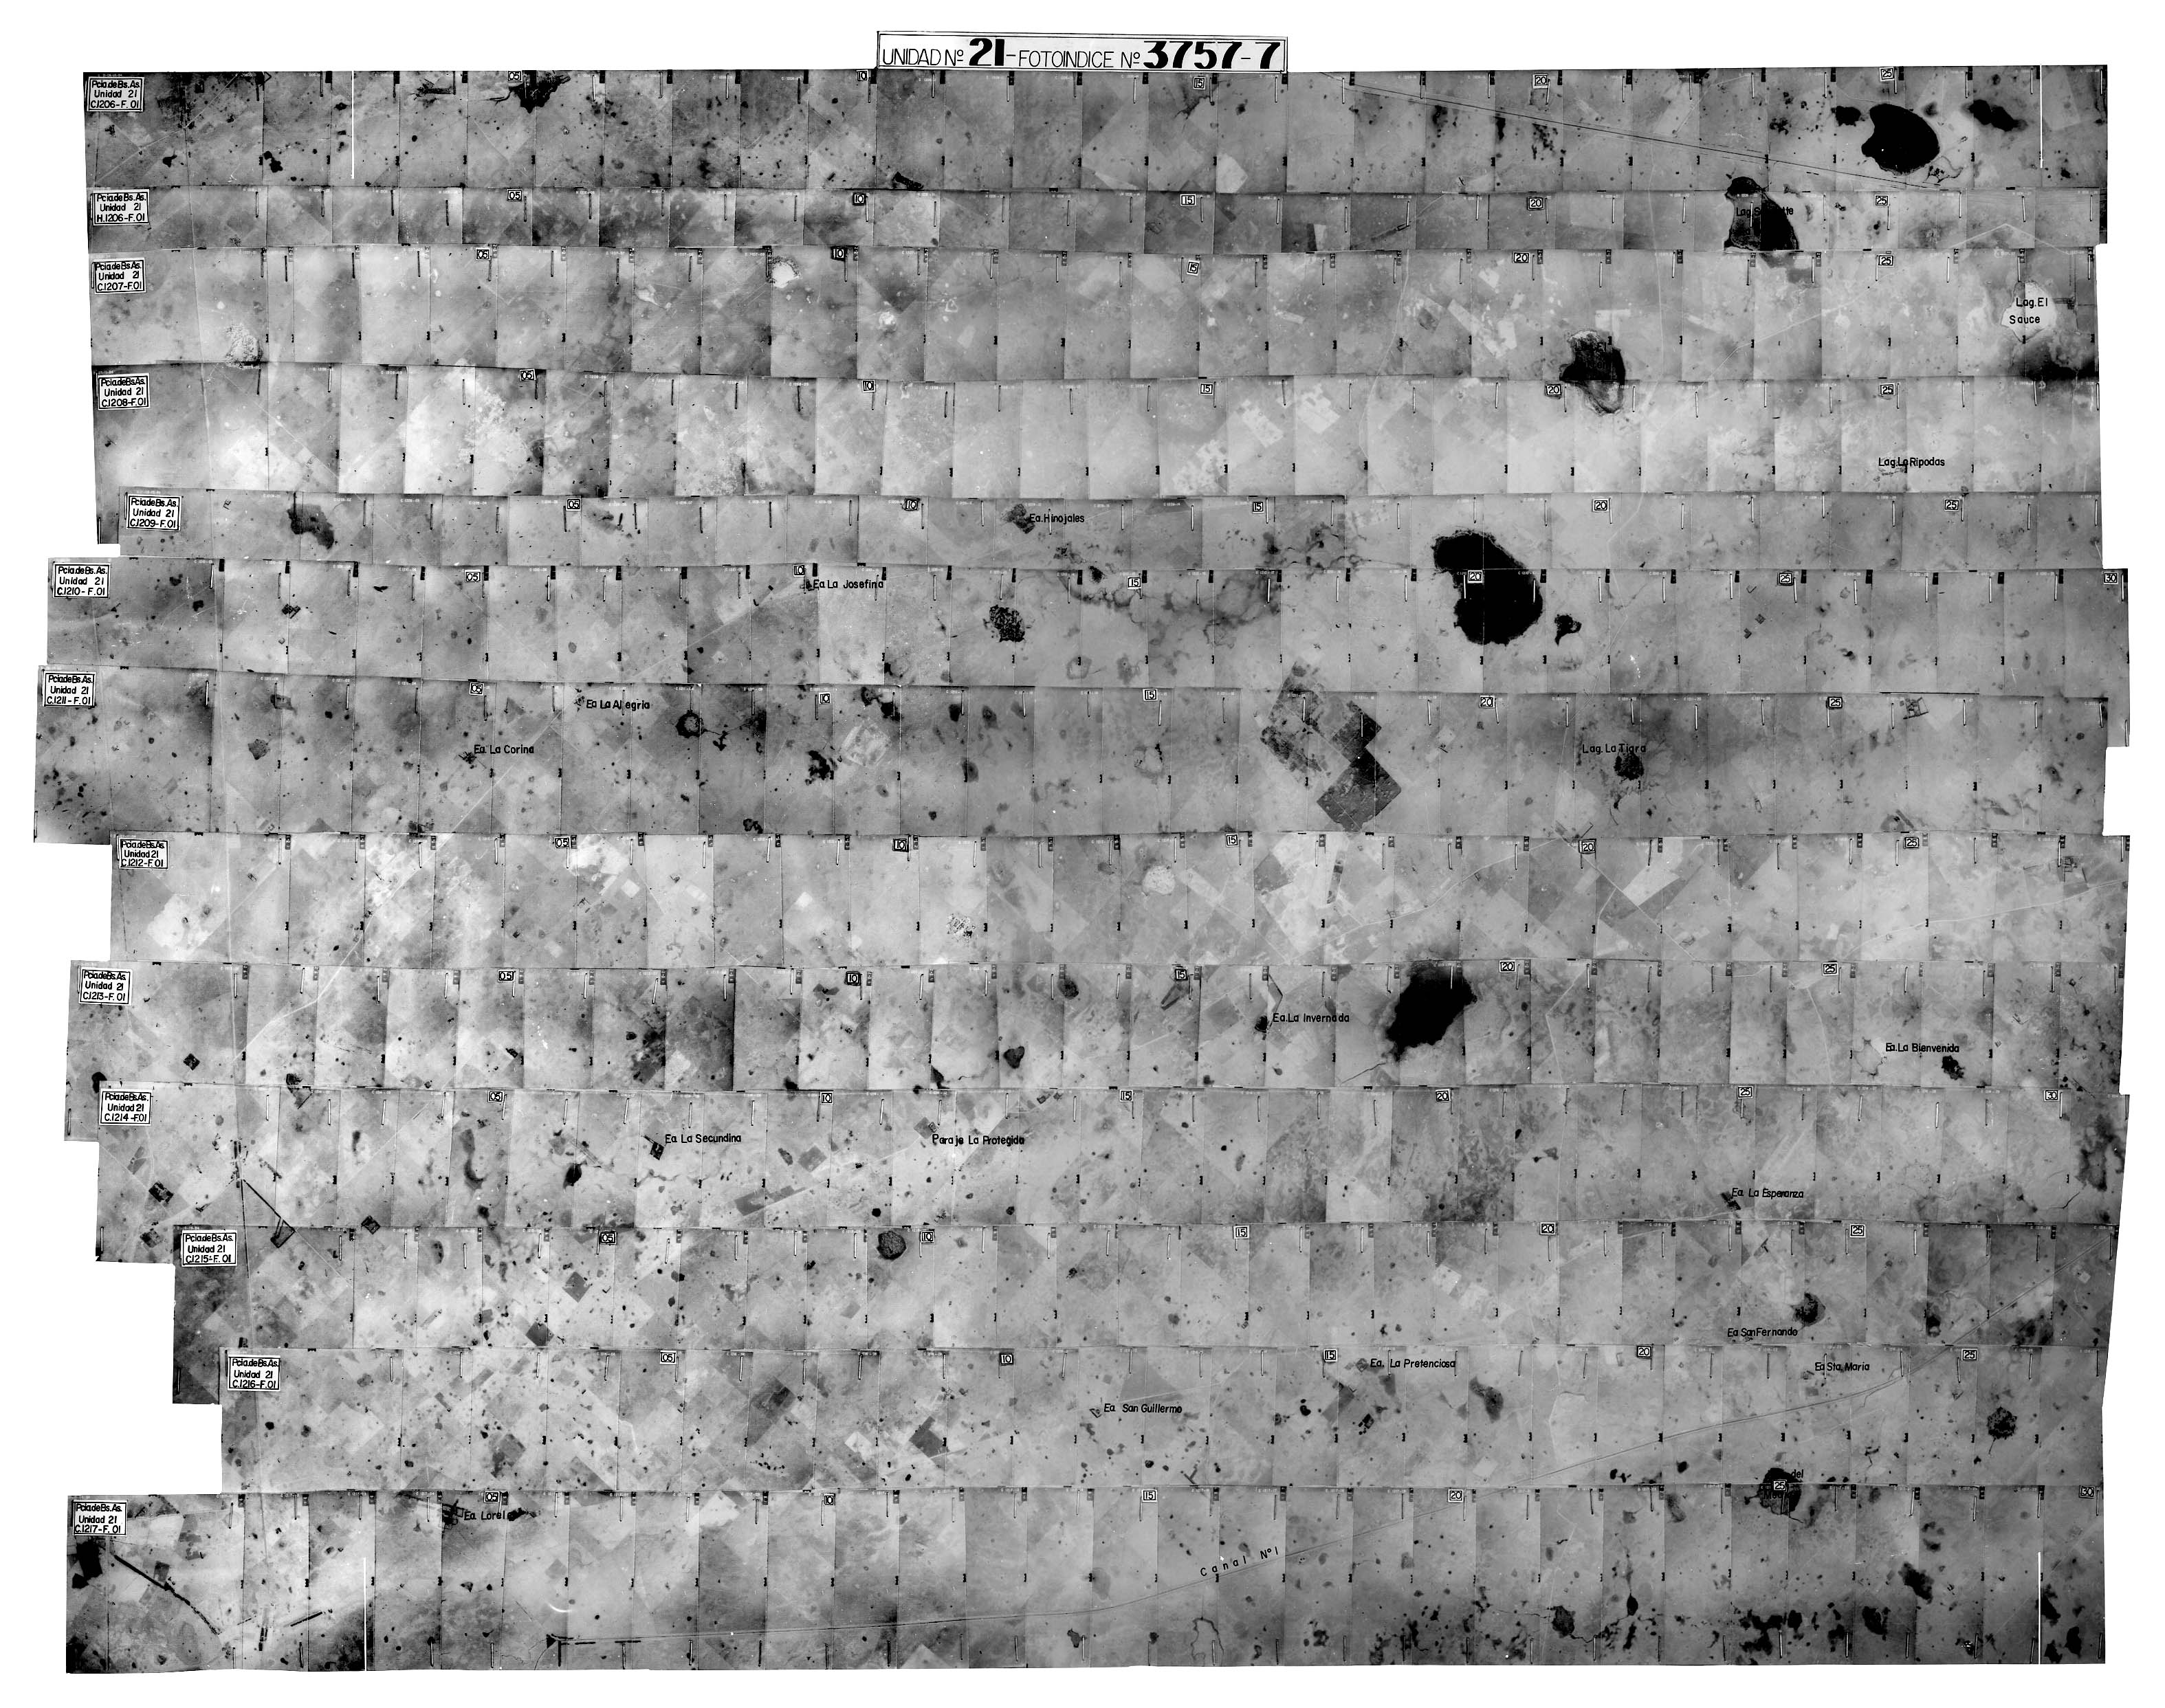 UNIDAD Nº 21-FOTOINDICE Nº 3757-7
05
10
15
20
25
Pcia.de Bs.As.
Unidad 21
C.1206-F.01
05
10
15
20
25
Pcia.de Bs.As.
Unidad 21
H.1206-F.01
Lag.
05
10
15
20
25
Pcia.de Bs.As.
Unidad 21
C.1207-F.01
Lag. El
Sauce
05
10
15
20
25
Pcia.de Bs.As.
Unidad 21
C.1208-F.01
Lag. La Ripodas
05
10
15
20
25
Pcia.de Bs.As.
Unidad 21
C.1209-F.01
Ea. Hinojales
05
10
15
20
25
30
Pcia.de Bs.As.
Unidad 21
C.1210-F.01
Ea. La Josefina
05
10
15
20
25
Pcia.de Bs.As.
Unidad 21
C.1211-F.01
Ea. La Alegria
Ea. La Corina
Lag. La Tigra
05
10
15
20
25
Pcia.de Bs.As.
Unidad 21
C.1212-F.01
05
10
15
20
25
Pcia.de Bs.As.
Unidad 21
C.1213-F.01
Ea. La Invernada
Ea. La Bienvenida
05
10
15
20
25
30
Pcia.de Bs.As.
Unidad 21
C.1214-F.01
Ea. La Secundina
Paraje La Protegida
Ea. La Esperanza
05
10
15
20
25
Pcia.de Bs.As.
Unidad 21
C.1215-F.01
Ea. San Fernando
05
10
15
20
25
Pcia.de Bs.As.
Unidad 21
C.1216-F.01
Ea. La Pretenciosa
Ea. Sta. Maria
Ea. San Guillermo
del
05
10
15
20
25
30
Pcia.de Bs.As.
Unidad 21
C.1217-F.01
Ea.
Canal Nº1